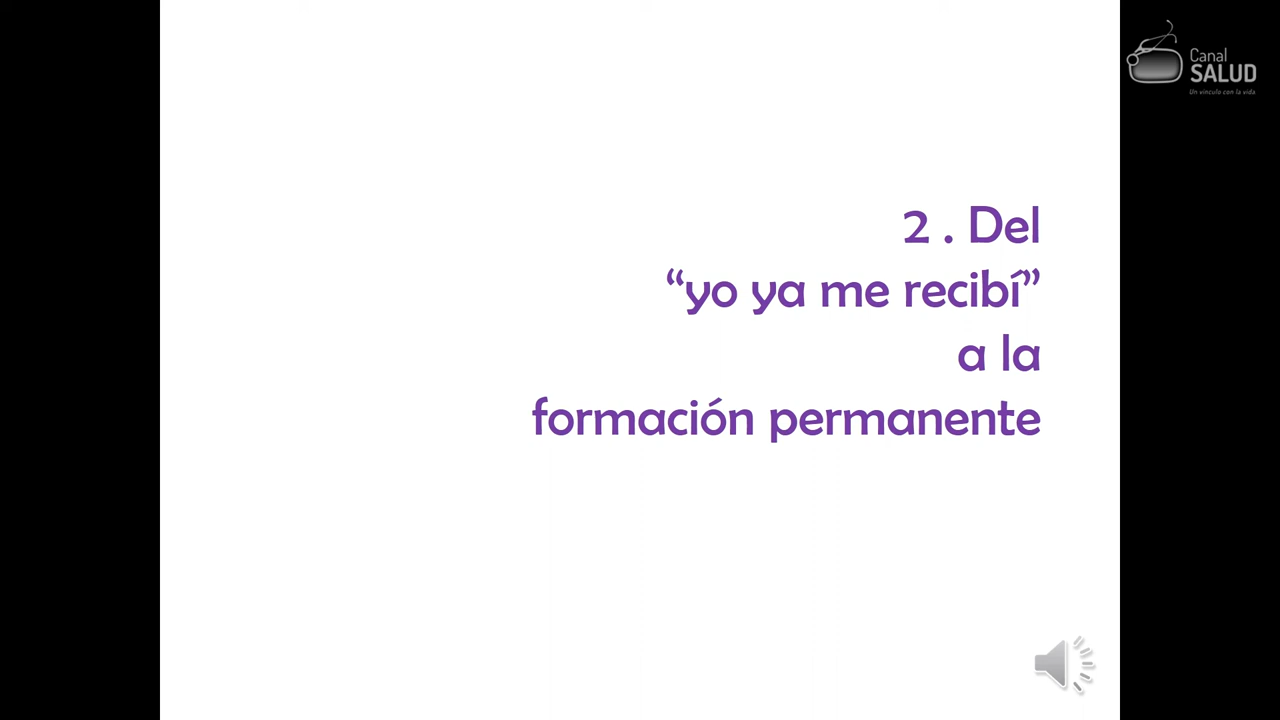 Canal
SALUD
Un vínculo con la vida
2 . Del
“yo ya me recibí”
a la
formación permanente